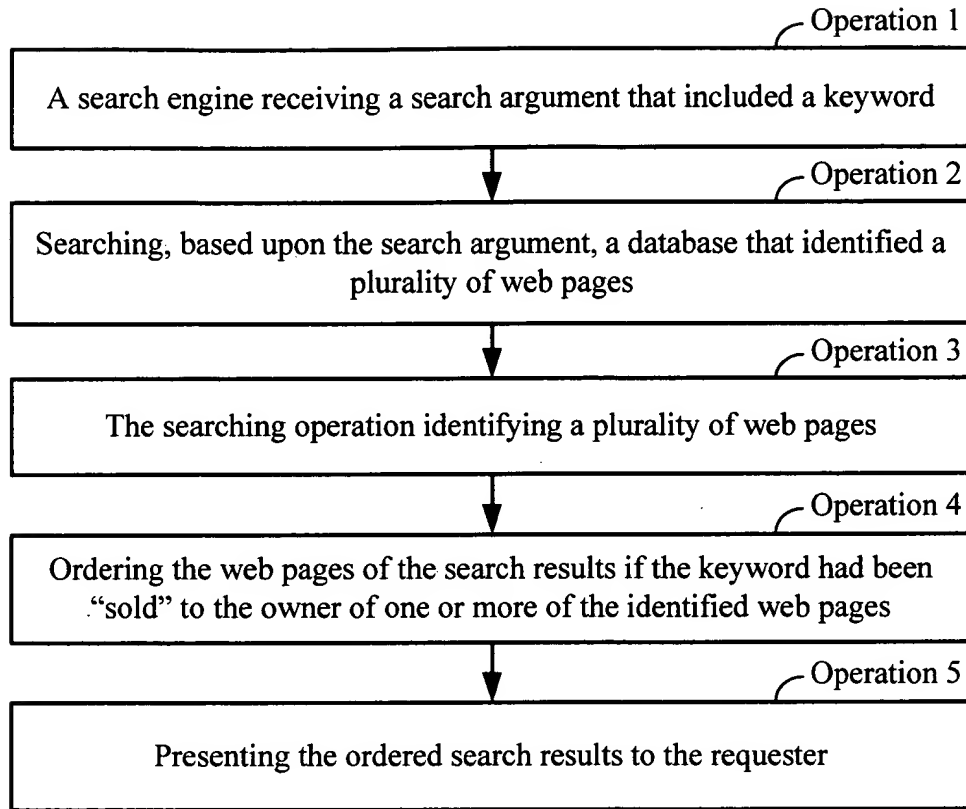 Operation 1
A search engine receiving a search argument that included a keyword
Operation 2
Searching, based upon the search argument, a database that identified a
plurality of web pages
Operation 3
The searching operation identifying a plurality of web pages
Operation 4
Ordering the web pages of the search results if the keyword had been
“sold” to the owner of one or more of the identified web pages
Operation 5
Presenting the ordered search results to the requester